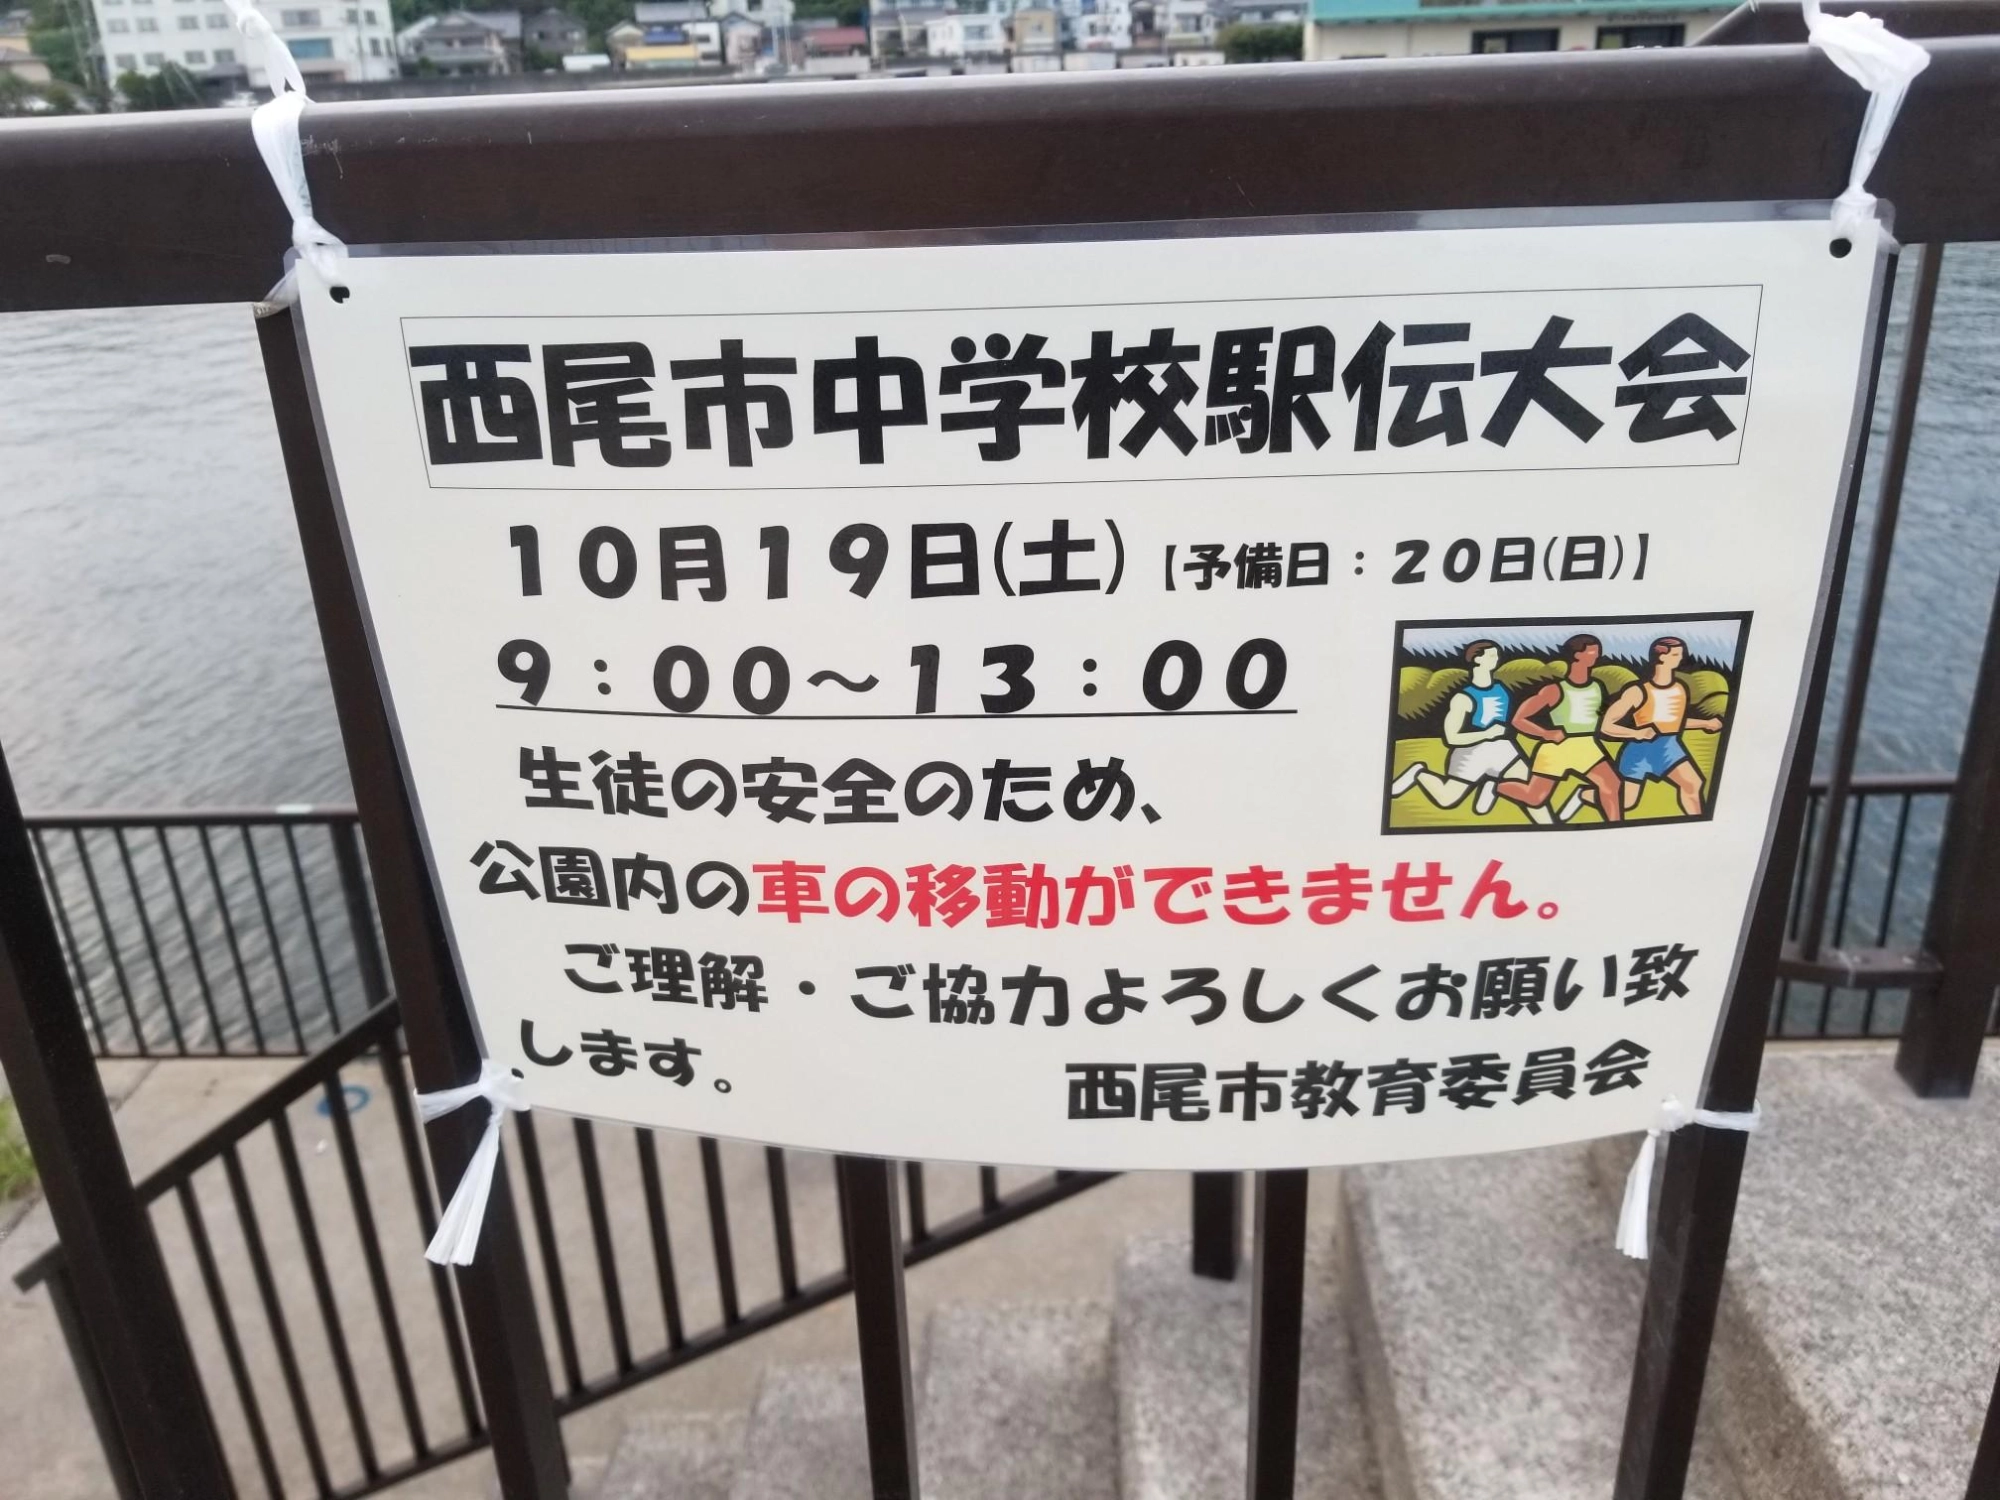 西尾市中学校駅伝大会
10月19日(土)【予備日：20日(日)】
9：00～13：00
生徒の安全のため、
公園内の車の移動ができません。
ご理解・ご協力よろしくお願い致
します。
西尾市教育委員会